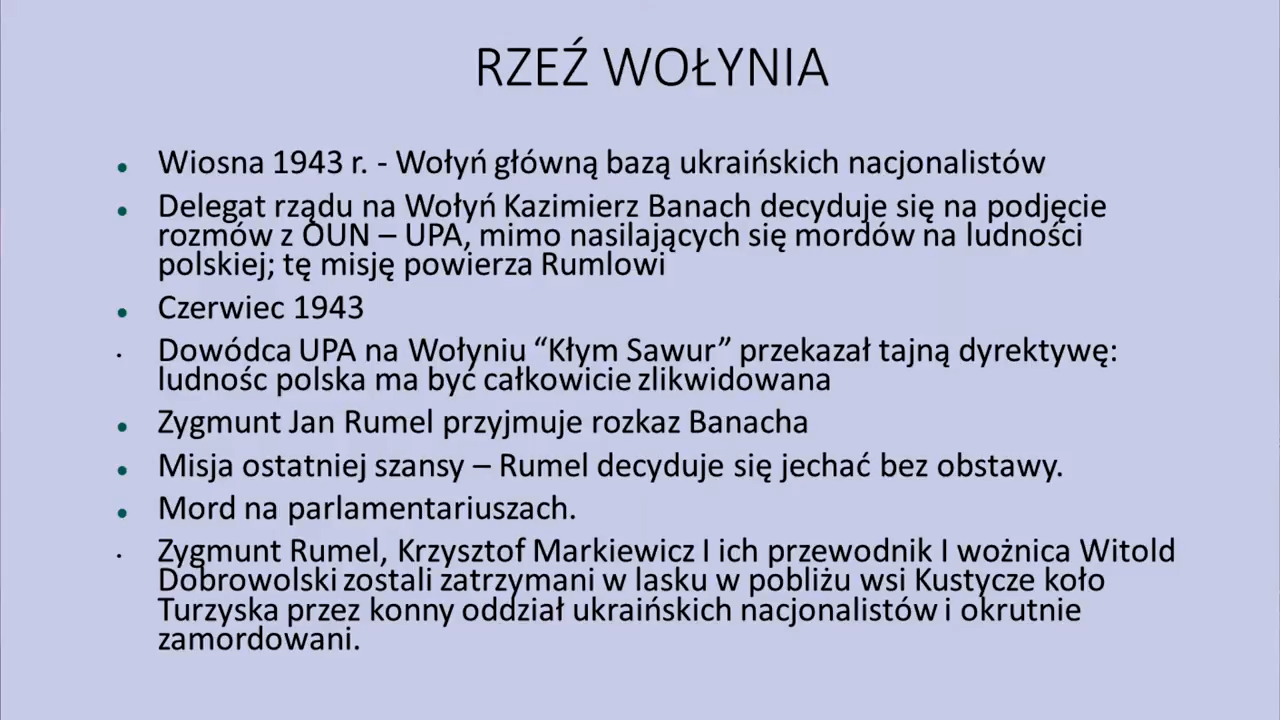 RZEŹ WOŁYNIA
• Wiosna 1943 r. - Wołyń główną bazą ukraińskich nacjonalistów
• Delegat rządu na Wołyń Kazimierz Banach decyduje się na podjęcie
rozmów z OUN – UPA, mimo nasilających się mordów na ludności
polskiej; tę misję powierza Rumlowi
• Czerwiec 1943
• Dowódca UPA na Wołyniu “Kłym Sawur” przekazał tajną dyrektywę:
ludnośc polska ma być całkowicie zlikwidowana
• Zygmunt Jan Rumel przyjmuje rozkaz Banacha
• Misja ostatniej szansy – Rumel decyduje się jechać bez obstawy.
• Mord na parlamentariuszach.
• Zygmunt Rumel, Krzysztof Markiewicz I ich przewodnik I wożnica Witold
Dobrowolski zostali zatrzymani w lasku w pobliżu wsi Kustycze koło
Turzyska przez konny oddział ukraińskich nacjonalistów i okrutnie
zamordowani.